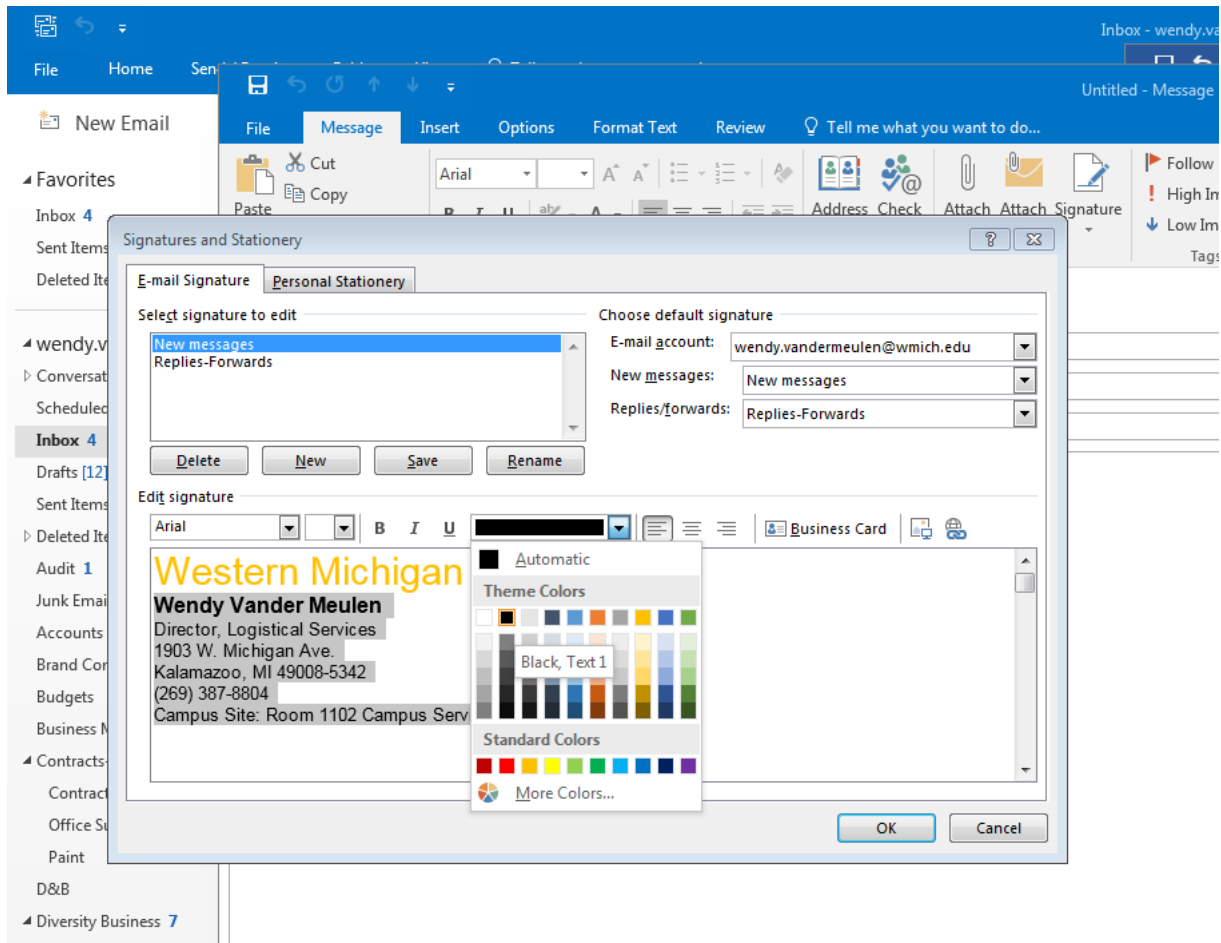 Inbox - wendy.va
File Home Sen
Untitled - Message
New Email
File Message Insert Options Format Text Review Tell me what you want to do...
Favorites
Inbox 4
Sent Items
Deleted Ite
Cut
Copy
Paste
Arial
Address Check Attach Attach Signature
Follow
High Im
Low Im
Tags
Signatures and Stationery
E-mail Signature Personal Stationery
Select signature to edit
New messages
Replies-Forwards
Delete New Save Rename
Choose default signature
E-mail account: wendy.vandermeulen@wmich.edu
New messages: New messages
Replies/forwards: Replies-Forwards
Edit signature
Arial B I U Business Card
Western Michigan
Wendy Vander Meulen
Director, Logistical Services
1903 W. Michigan Ave.
Kalamazoo, MI 49008-5342
(269) 387-8804
Campus Site: Room 1102 Campus Serv
Automatic
Theme Colors
Black, Text 1
Standard Colors
More Colors...
OK Cancel
wendy.v
Conversat
Scheduled
Inbox 4
Drafts [12]
Sent Items
Deleted Ite
Audit 1
Junk Emai
Accounts
Brand Cor
Budgets
Business M
Contracts-
Contract
Office Su
Paint
D&B
Diversity Business 7